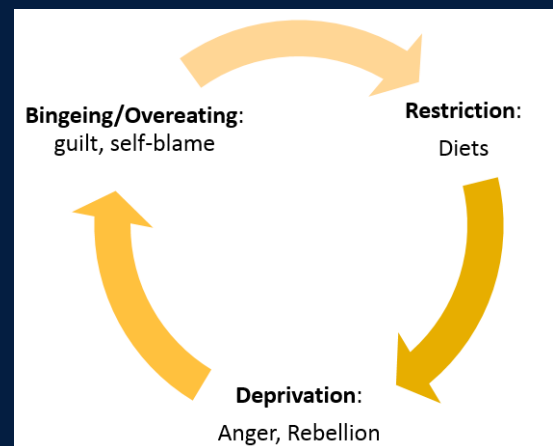 Bingeing/Overeating:
guilt, self-blame
Restriction:
Diets
Deprivation:
Anger, Rebellion